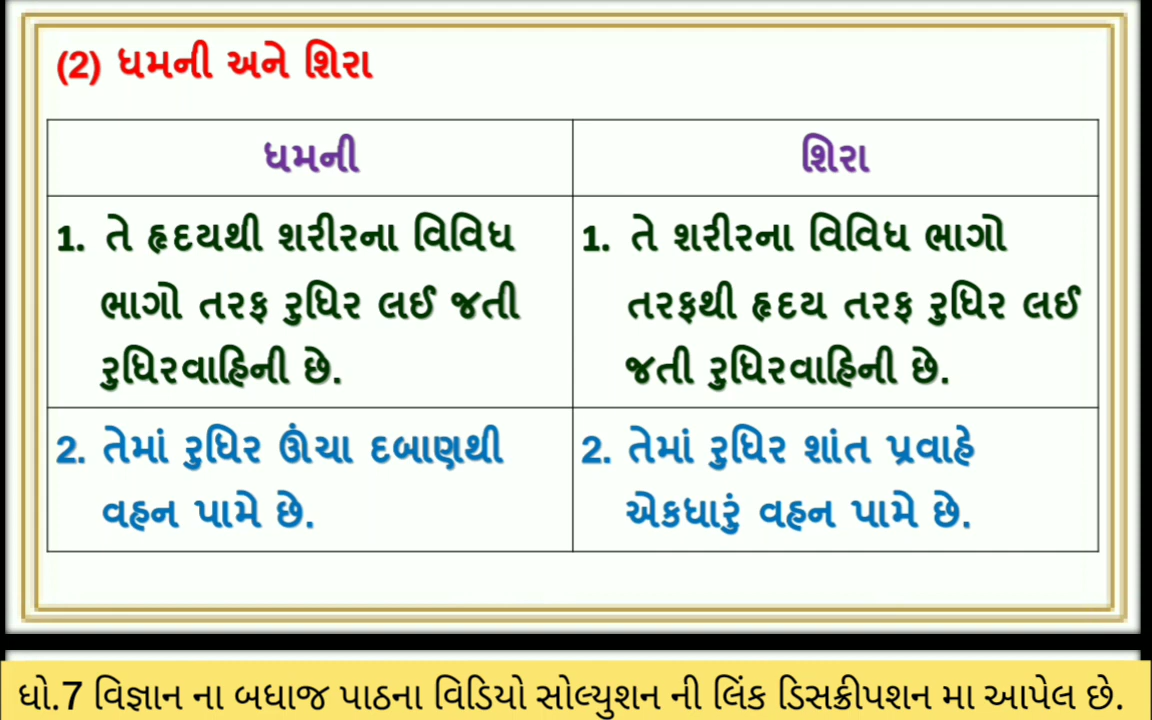 (2) ધમની અને શિરા
ધમની
શિરા
1. તે હૃદયથી શરીરના વિવિધ
ભાગો તરફ રુધિર લઈ જતી
રુધિરવાહિની છે.
1. તે શરીરના વિવિધ ભાગો
તરફથી હૃદય તરફ રુધિર લઈ
જતી રુધિરવાહિની છે.
2. તેમાં રુધિર ઊંચા દબાણથી
વહન પામે છે.
2. તેમાં રુધિર શાંત પ્રવાહે
એકધારું વહન પામે છે.
ધો.7 વિજ્ઞાન ના બધાજ પાઠના વિડિયો સોલ્યુશન ની લિંક ડિસક્રીપશન મા આપેલ છે.